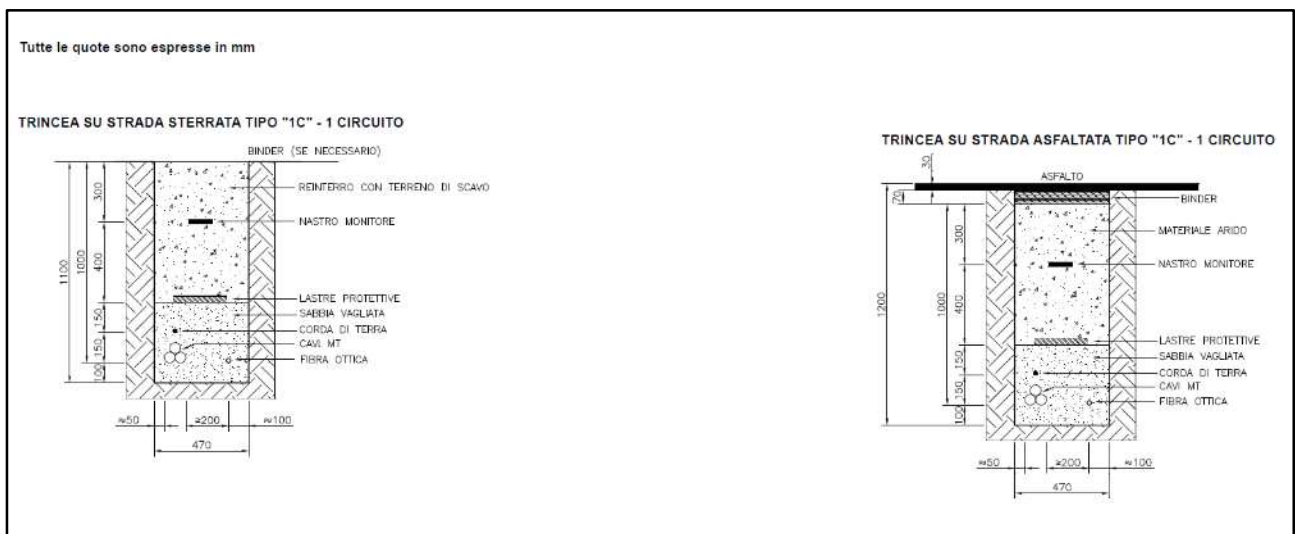 Tutte le quote sono espresse in mm
TRINCEA SU STRADA STERRATA TIPO "1C" - 1 CIRCUITO
BINDER (SE NECESSARIO)
REINTERRO CON TERRENO DI SCAVO
NASTRO MONITORE
LASTRE PROTETTIVE
SABBIA VAGLIATA
CORDA DI TERRA
CAVI MT
FIBRA OTTICA
1100
1000
300
400
150
150
100
≈50
≥200
≈100
470
TRINCEA SU STRADA ASFALTATA TIPO "1C" - 1 CIRCUITO
30
ASFALTO
70
BINDER
MATERIALE ARIDO
NASTRO MONITORE
LASTRE PROTETTIVE
SABBIA VAGLIATA
CORDA DI TERRA
CAVI MT
FIBRA OTTICA
1200
1000
300
400
150
150
100
≈50
≥200
≈100
470